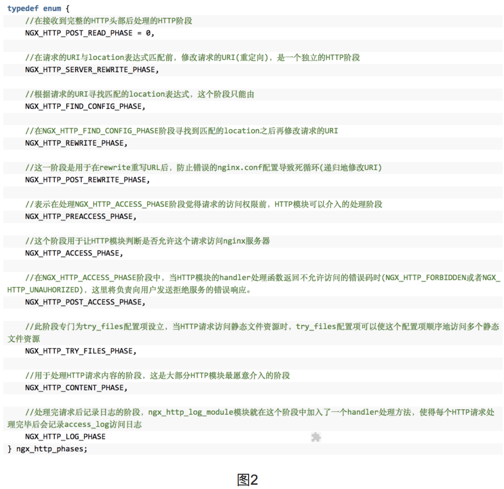 typedef enum {
//在接收到完整的HTTP头部后处理的HTTP阶段
NGX_HTTP_POST_READ_PHASE = 0,
//在请求的URI与location表达式匹配前，修改请求的URI(重定向)，是一个独立的HTTP阶段
NGX_HTTP_SERVER_REWRITE_PHASE,
//根据请求的URI寻找匹配的location表达式，这个阶段只能由
NGX_HTTP_FIND_CONFIG_PHASE,
//在NGX_HTTP_FIND_CONFIG_PHASE阶段寻找到匹配的location之后再修改请求的URI
NGX_HTTP_REWRITE_PHASE,
//这一阶段是用于在rewrite重写URL后，防止错误的nginx.conf配置导致死循环(递归地修改URI)
NGX_HTTP_POST_REWRITE_PHASE,
//表示在处理NGX_HTTP_ACCESS_PHASE阶段觉得请求的访问权限前，HTTP模块可以介入的处理阶段
NGX_HTTP_PREACCESS_PHASE,
//这个阶段用于让HTTP模块判断是否允许这个请求访问nginx服务器
NGX_HTTP_ACCESS_PHASE,
//在NGX_HTTP_ACCESS_PHASE阶段中，当HTTP模块的handler处理函数返回不允许访问的错误码时(NGX_HTTP_FORBIDDEN或者NGX_
HTTP_UNAUHORIZED)，这里将负责向用户发送拒绝服务的错误响应。
NGX_HTTP_POST_ACCESS_PHASE,
//此阶段专门为try_files配置项设立，当HTTP请求访问静态文件资源时，try_files配置项可以使这个配置项顺序地访问多个静态
文件资源
NGX_HTTP_TRY_FILES_PHASE,
//用于处理HTTP请求内容的阶段，这是大部分HTTP模块最愿意介入的阶段
NGX_HTTP_CONTENT_PHASE,
//处理完请求后记录日志的阶段，ngx_http_log_module模块就在这个阶段中加入了一个handler处理方法，使得每个HTTP请求处
理完毕后会记录access_log访问日志
NGX_HTTP_LOG_PHASE
} ngx_http_phases;
图2